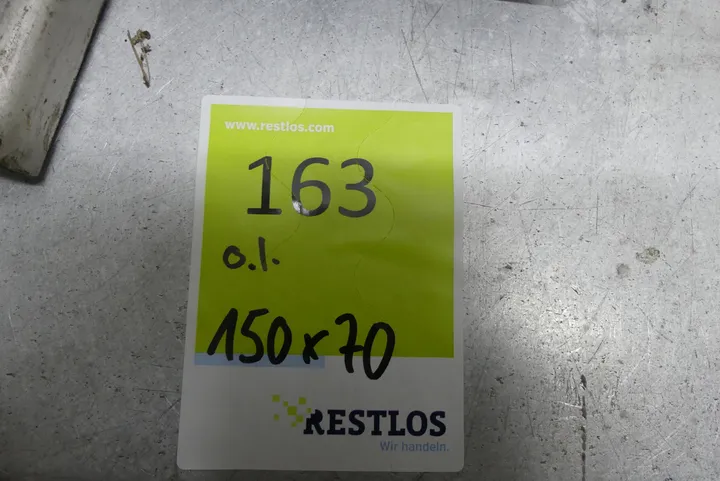 www.restlos.com
163
o.l.
150x70
RESTLOS
Wir handeln.